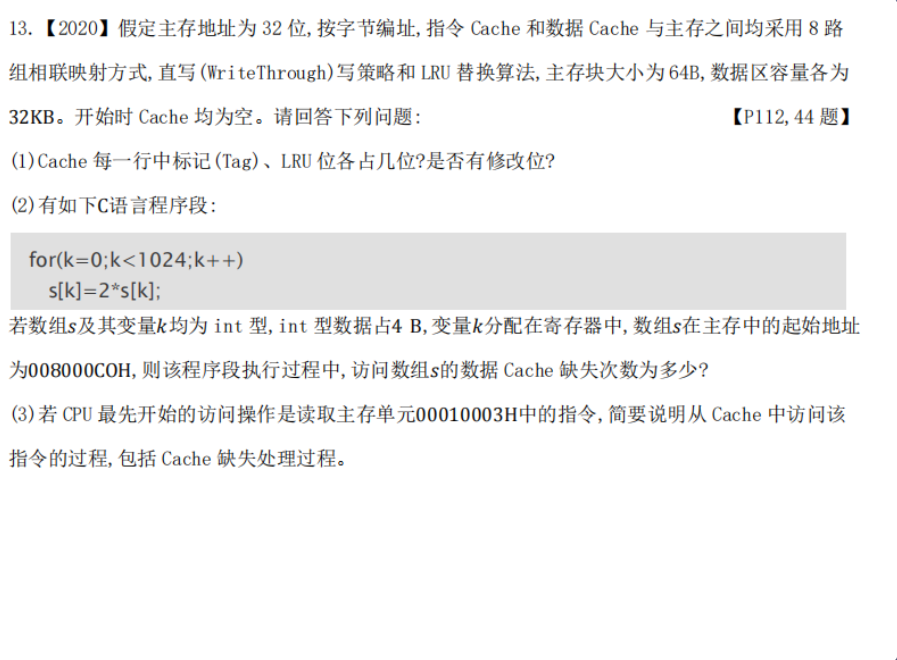 13.【2020】假定主存地址为 32 位,按字节编址,指令 Cache 和数据 Cache 与主存之间均采用 8 路
组相联映射方式,直写(WriteThrough)写策略和 LRU 替换算法,主存块大小为 64B,数据区容量各为
32KB。开始时 Cache 均为空。请回答下列问题: 【P112,44 题】
(1)Cache 每一行中标记(Tag)、LRU 位各占几位?是否有修改位?
(2)有如下C语言程序段:
for(k=0;k<1024;k++)
s[k]=2*s[k];
若数组s及其变量k均为 int 型,int 型数据占4 B,变量k分配在寄存器中,数组s在主存中的起始地址
为008000COH,则该程序段执行过程中,访问数组s的数据 Cache 缺失次数为多少?
(3)若 CPU 最先开始的访问操作是读取主存单元00010003H中的指令,简要说明从 Cache 中访问该
指令的过程,包括 Cache 缺失处理过程。